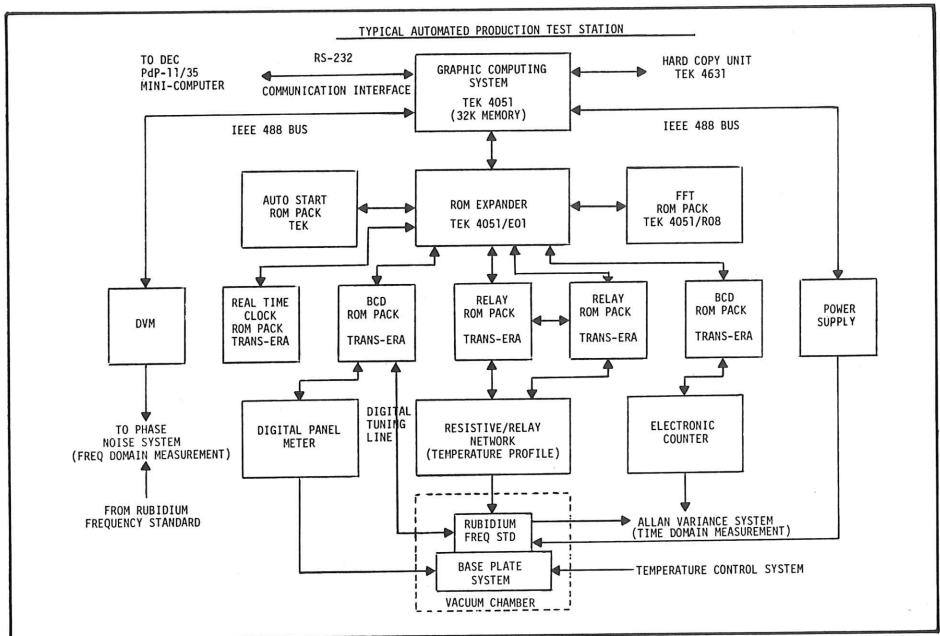 TYPICAL AUTOMATED PRODUCTION TEST STATION
TO DEC
PdP-11/35
MINI-COMPUTER
RS-232
COMMUNICATION INTERFACE
GRAPHIC COMPUTING
SYSTEM
TEK 4051
(32K MEMORY)
HARD COPY UNIT
TEK 4631
IEEE 488 BUS
IEEE 488 BUS
AUTO START
ROM PACK
TEK
ROM EXPANDER
TEK 4051/E01
FFT
ROM PACK
TEK 4051/R08
DVM
REAL TIME
CLOCK
ROM PACK
TRANS-ERA
BCD
ROM PACK
TRANS-ERA
RELAY
ROM PACK
TRANS-ERA
RELAY
ROM PACK
TRANS-ERA
BCD
ROM PACK
TRANS-ERA
POWER
SUPPLY
TO PHASE
NOISE SYSTEM
(FREQ DOMAIN MEASUREMENT)
DIGITAL PANEL
METER
DIGITAL
TUNING
LINE
RESISTIVE/RELAY
NETWORK
(TEMPERATURE PROFILE)
ELECTRONIC
COUNTER
FROM RUBIDIUM
FREQUENCY STANDARD
RUBIDIUM
FREQ STD
ALLAN VARIANCE SYSTEM
(TIME DOMAIN MEASUREMENT)
BASE PLATE
SYSTEM
TEMPERATURE CONTROL SYSTEM
VACUUM CHAMBER